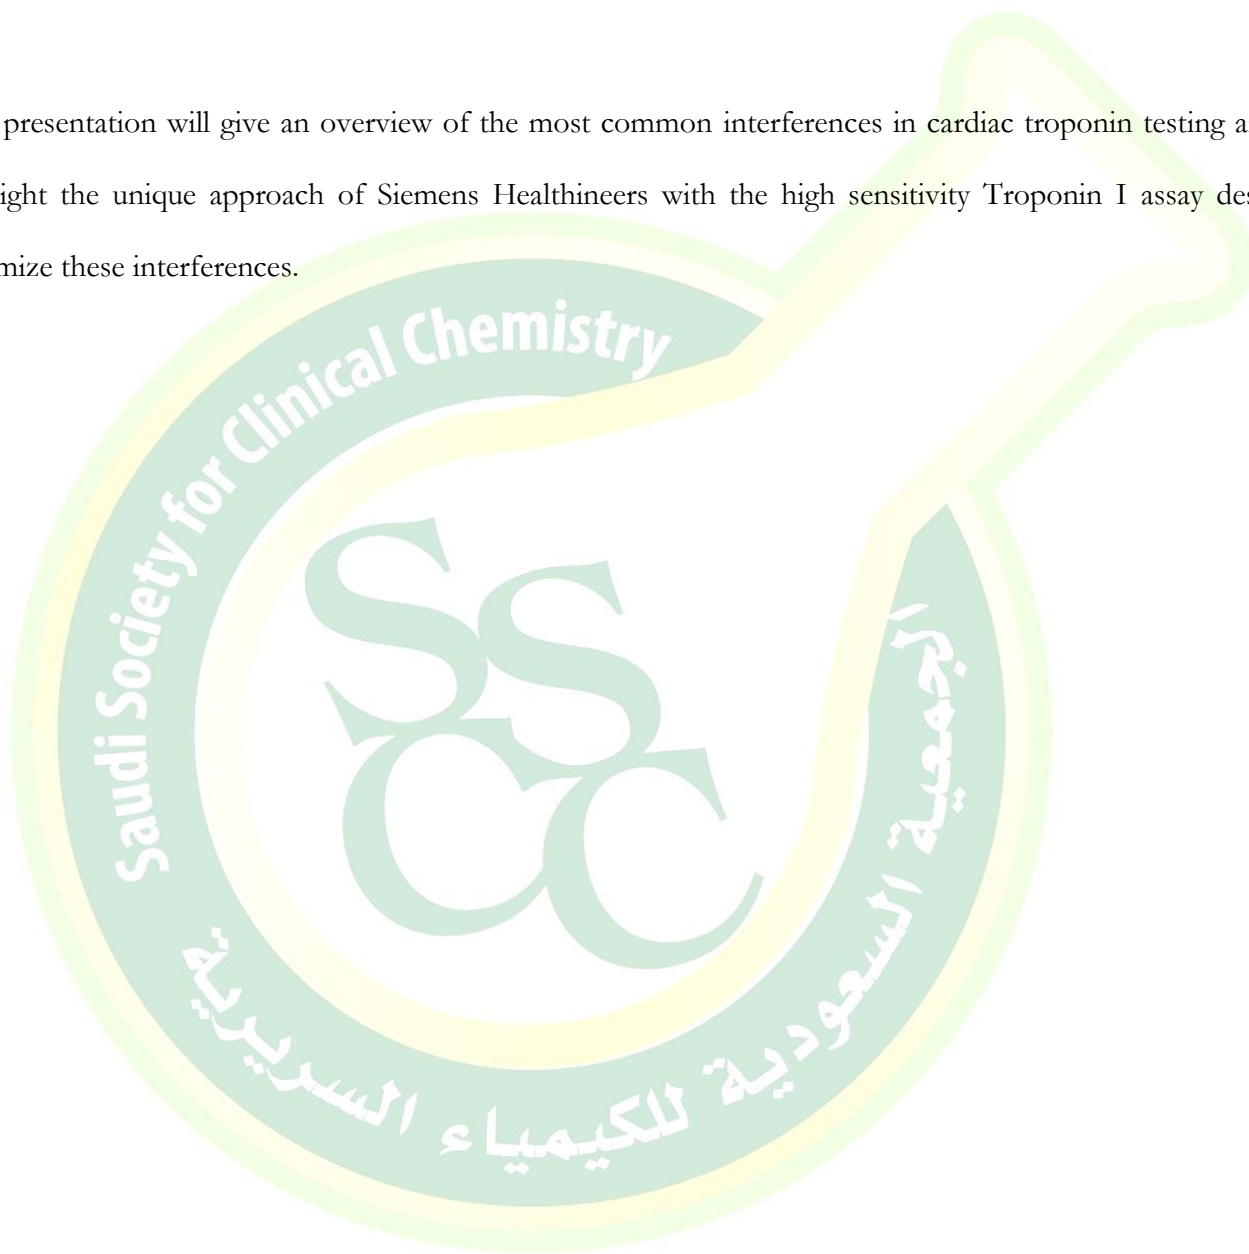 presentation will give an overview of the most common interferences in cardiac troponin testing a
ight the unique approach of Siemens Healthineers with the high sensitivity Troponin I assay des
mize these interferences.
Saudi Society for Clinical Chemistry
SSCC
الجمعية السعودية للكيمياء السريرية